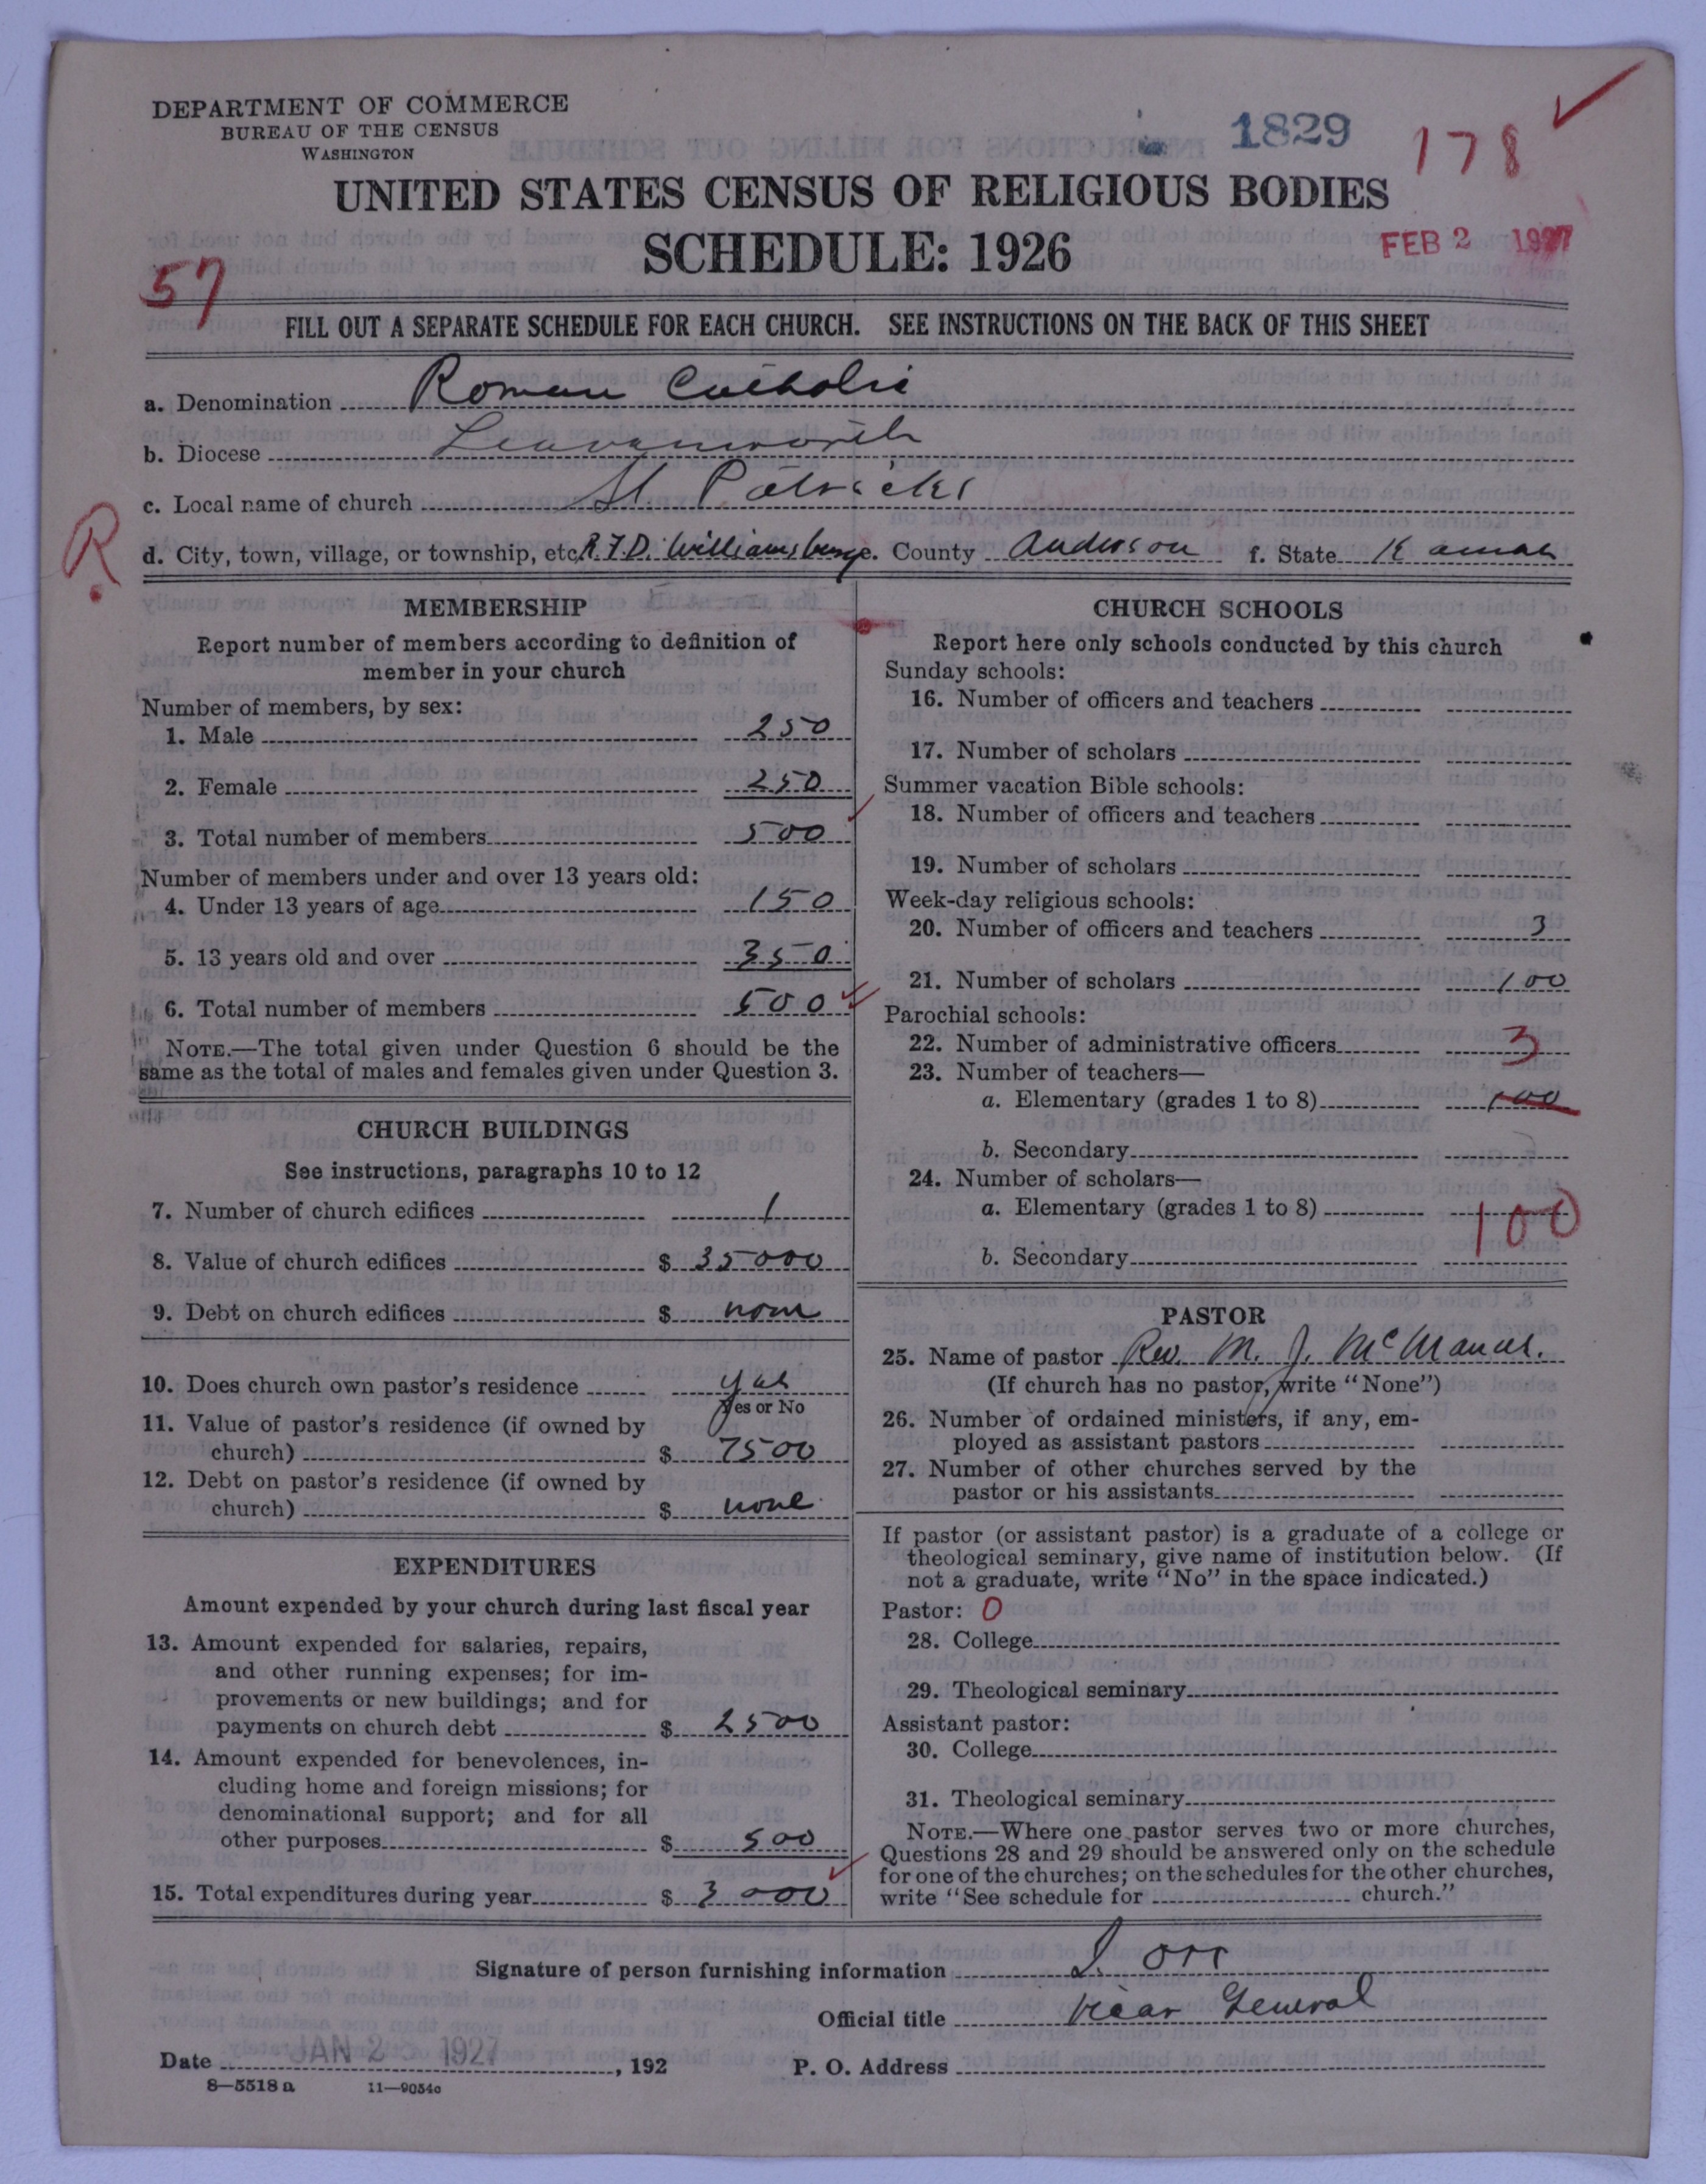 DEPARTMENT OF COMMERCE
BUREAU OF THE CENSUS
WASHINGTON
1829
178
UNITED STATES CENSUS OF RELIGIOUS BODIES
SCHEDULE: 1926
FEB 2 1927
57
FILL OUT A SEPARATE SCHEDULE FOR EACH CHURCH. SEE INSTRUCTIONS ON THE BACK OF THIS SHEET
a. Denomination Roman Catholic
b. Diocese Leavenworth
c. Local name of church St Patricks
R.
d. City, town, village, or township, etc. R.F.D. Williamsburg e. County Anderson f. State Kansas
MEMBERSHIP
Report number of members according to definition of
member in your church
Number of members, by sex:
1. Male 250
2. Female 250
3. Total number of members 500
Number of members under and over 13 years old:
4. Under 13 years of age 150
5. 13 years old and over 350
6. Total number of members 500
NOTE.—The total given under Question 6 should be the
same as the total of males and females given under Question 3.
CHURCH BUILDINGS
See instructions, paragraphs 10 to 12
7. Number of church edifices 1
8. Value of church edifices $ 35000
9. Debt on church edifices $ none
10. Does church own pastor's residence yes
Yes or No
11. Value of pastor's residence (if owned by
church) $ 7500
12. Debt on pastor's residence (if owned by
church) $ none
EXPENDITURES
Amount expended by your church during last fiscal year
13. Amount expended for salaries, repairs,
and other running expenses; for im-
provements or new buildings; and for
payments on church debt $ 2500
14. Amount expended for benevolences, in-
cluding home and foreign missions; for
denominational support; and for all
other purposes $ 500
15. Total expenditures during year $ 3000
CHURCH SCHOOLS
Report here only schools conducted by this church
Sunday schools:
16. Number of officers and teachers
17. Number of scholars
Summer vacation Bible schools:
18. Number of officers and teachers
19. Number of scholars
Week-day religious schools:
20. Number of officers and teachers 3
21. Number of scholars 100
Parochial schools:
22. Number of administrative officers 3
23. Number of teachers—
a. Elementary (grades 1 to 8) 100
b. Secondary
24. Number of scholars—
a. Elementary (grades 1 to 8) 100
b. Secondary
PASTOR
25. Name of pastor Rev. M. J. McManus.
(If church has no pastor, write "None")
26. Number of ordained ministers, if any, em-
ployed as assistant pastors
27. Number of other churches served by the
pastor or his assistants
If pastor (or assistant pastor) is a graduate of a college or
theological seminary, give name of institution below. (If
not a graduate, write "No" in the space indicated.)
Pastor: 0
28. College
29. Theological seminary
Assistant pastor:
30. College
31. Theological seminary
NOTE.—Where one pastor serves two or more churches,
Questions 28 and 29 should be answered only on the schedule
for one of the churches; on the schedules for the other churches,
write "See schedule for church."
Signature of person furnishing information Orr
Official title Vicar General
Date JAN 2 1927, 192 P. O. Address
8—5518 a 11—9054c